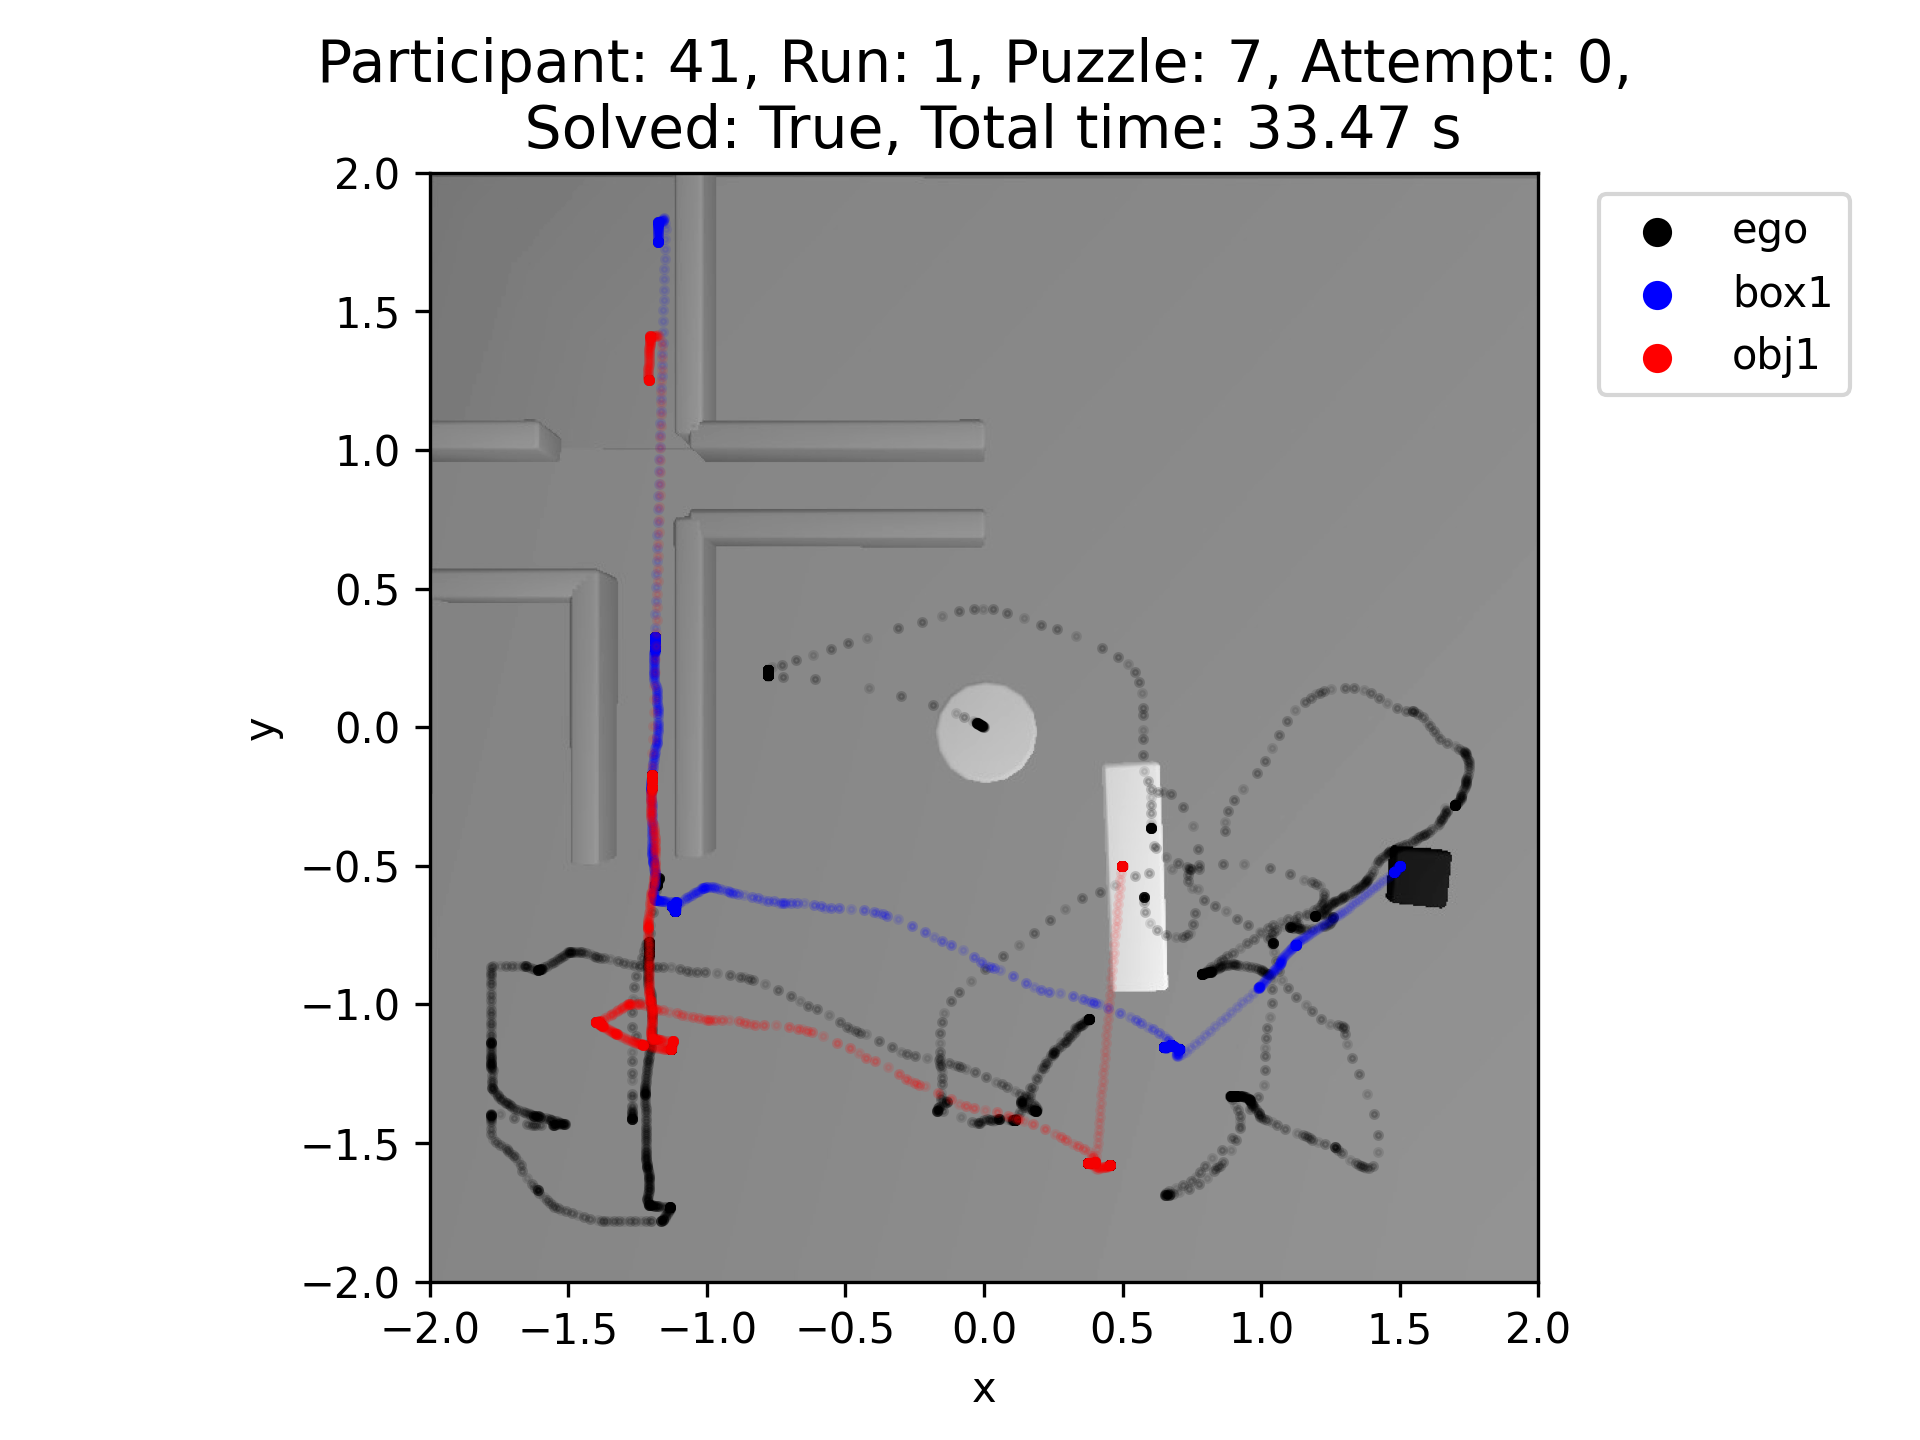 Participant: 41, Run: 1, Puzzle: 7, Attempt: 0,
Solved: True, Total time: 33.47 s
2.0
1.5
1.0
0.5
0.0
−0.5
−1.0
−1.5
−2.0
y
−2.0 −1.5 −1.0 −0.5 0.0 0.5 1.0 1.5 2.0
x
ego
box1
obj1